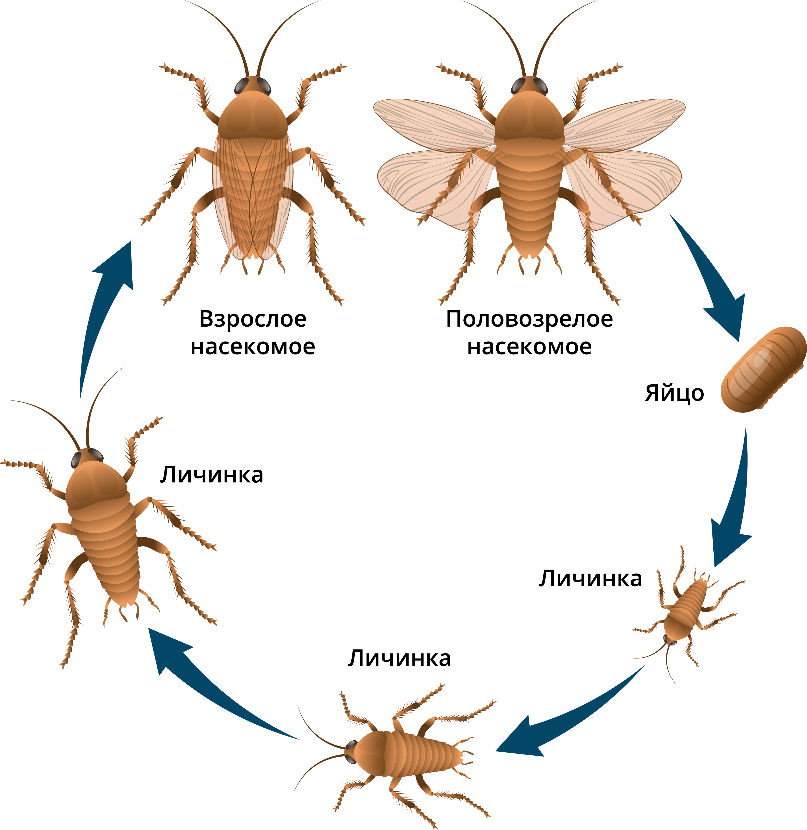 Взрослое
насекомое
Половозрелое
насекомое
Яйцо
Личинка
Личинка
Личинка